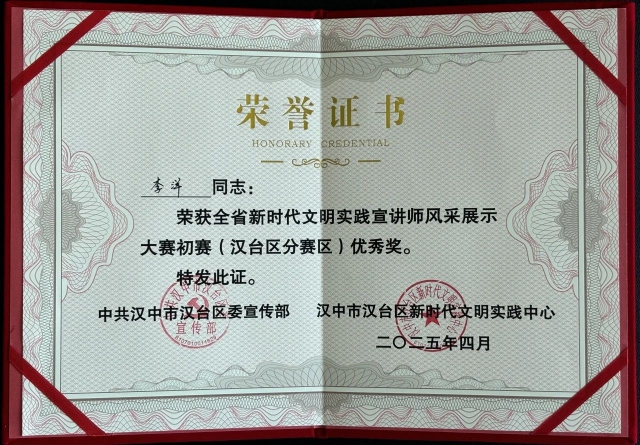 荣誉证书
HONORARY CREDENTIAL
李洋 同志：
荣获全省新时代文明实践宣讲师风采展示
大赛初赛（汉台区分赛区）优秀奖。
特发此证。
中共汉中市汉台区委宣传部 汉中市汉台区新时代文明实践中心
宣传部
二〇二五年四月